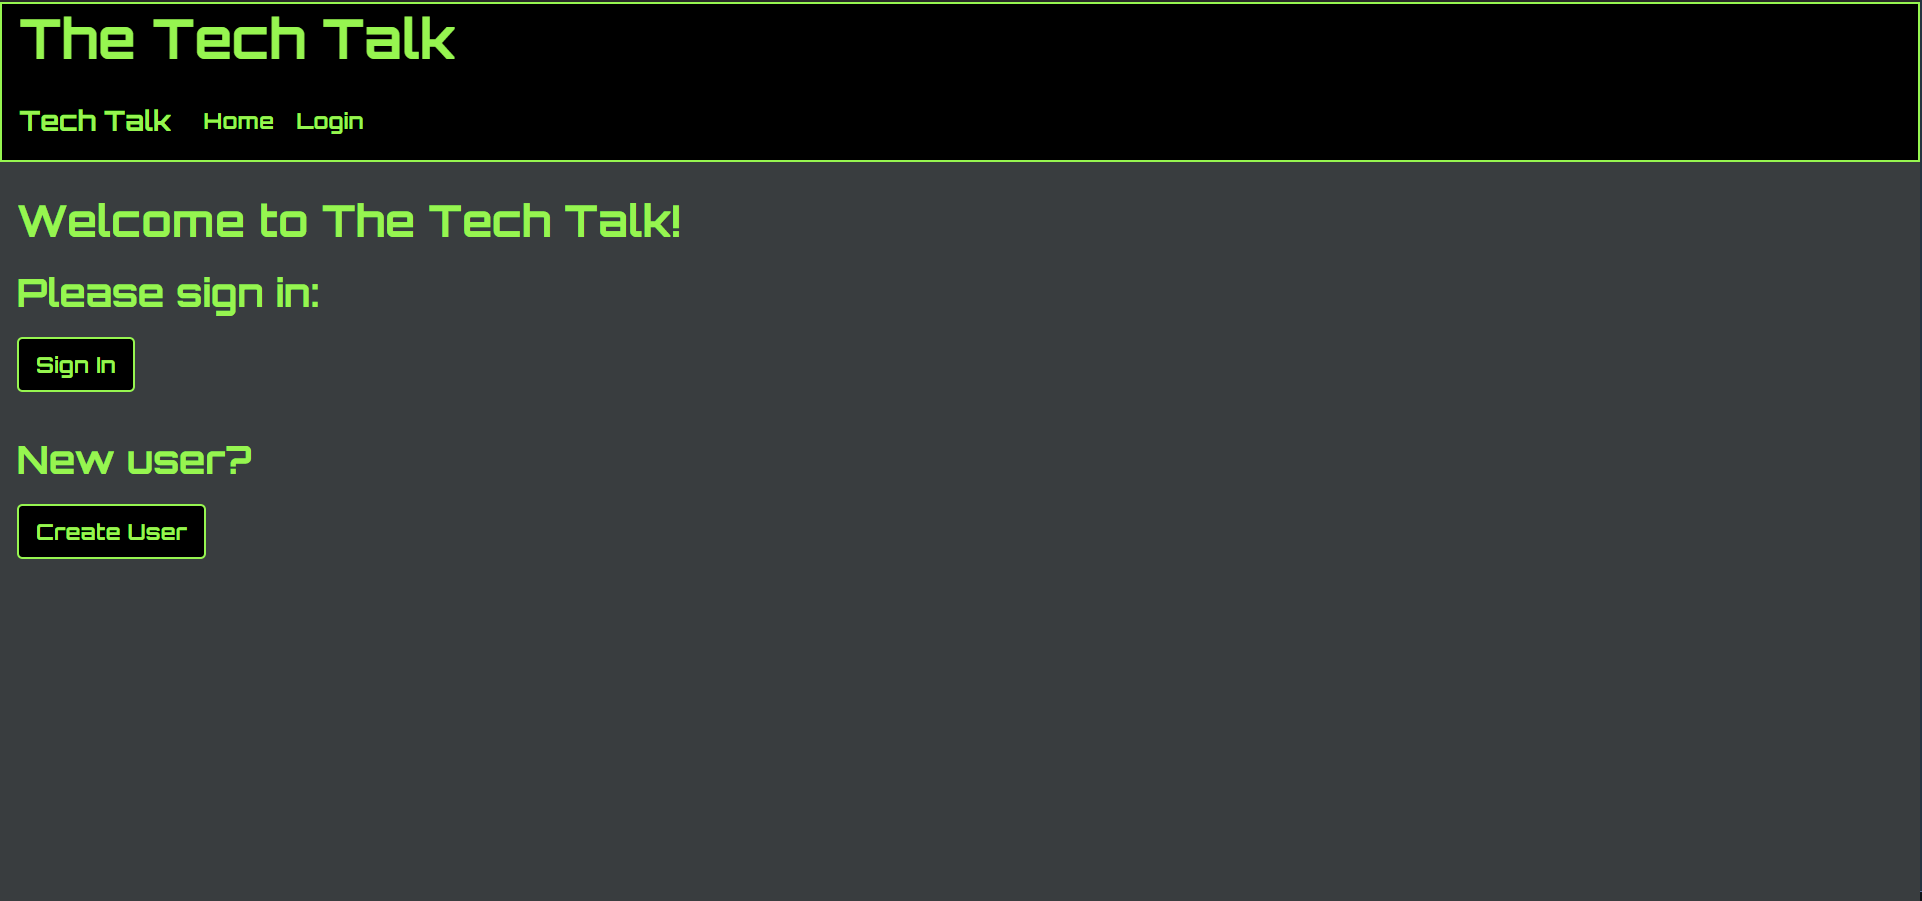 The Tech Talk
Tech Talk Home Login
Welcome to The Tech Talk!
Please sign in:
Sign In
New user?
Create User